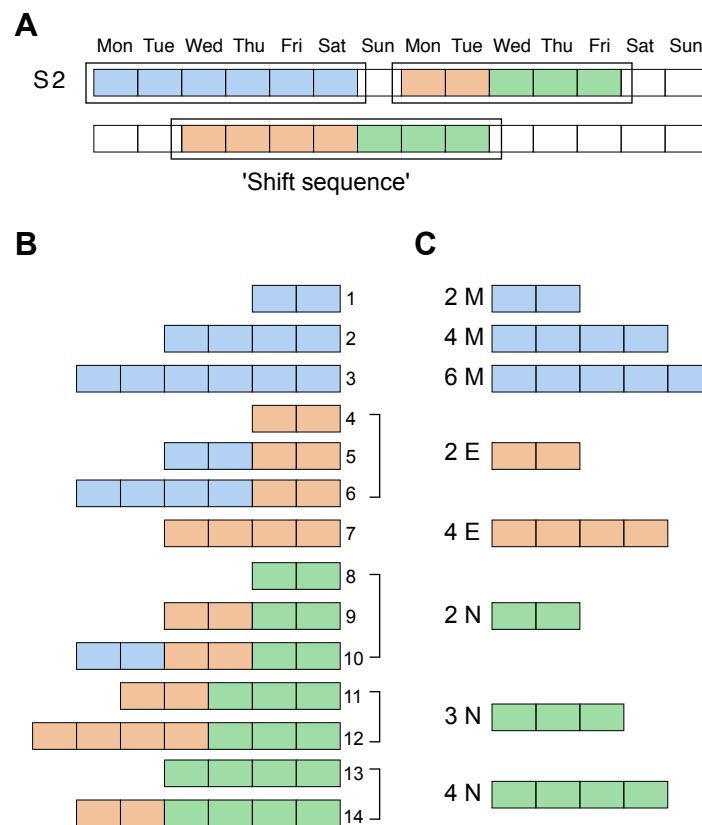 A
Mon Tue Wed Thu Fri Sat Sun Mon Tue Wed Thu Fri Sat Sun
S2
'Shift sequence'
B
1
2
3
4
5
6
7
8
9
10
11
12
13
14
C
2 M
4 M
6 M
2 E
4 E
2 N
3 N
4 N